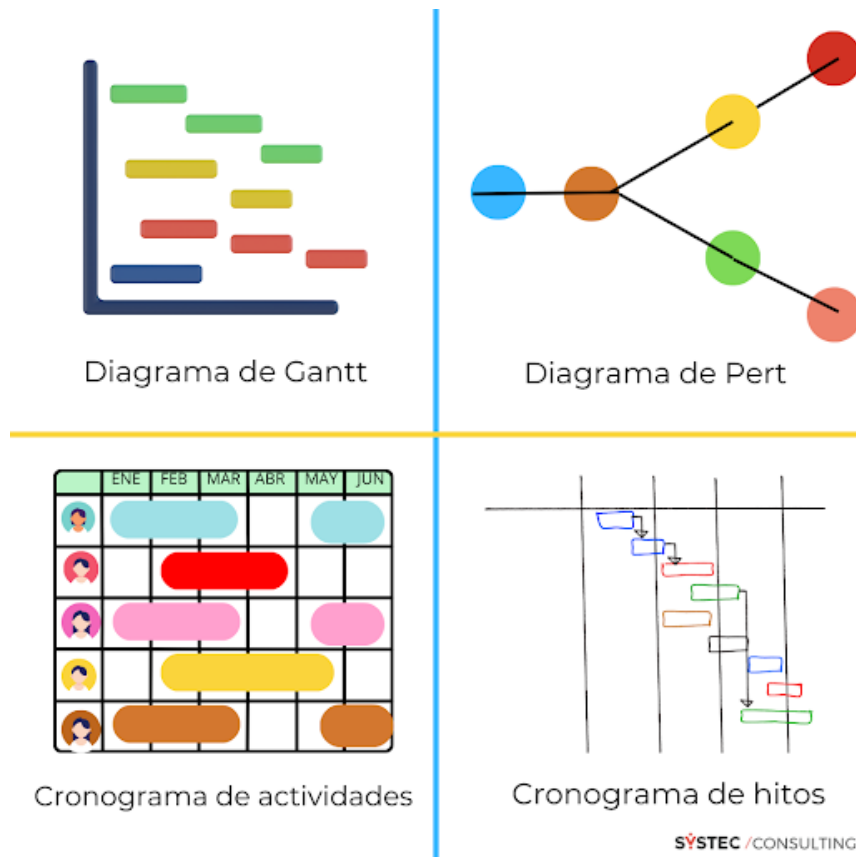 Diagrama de Gantt
Diagrama de Pert
ENE FEB MAR ABR MAY JUN
Cronograma de actividades
Cronograma de hitos
SYSTEC /CONSULTING